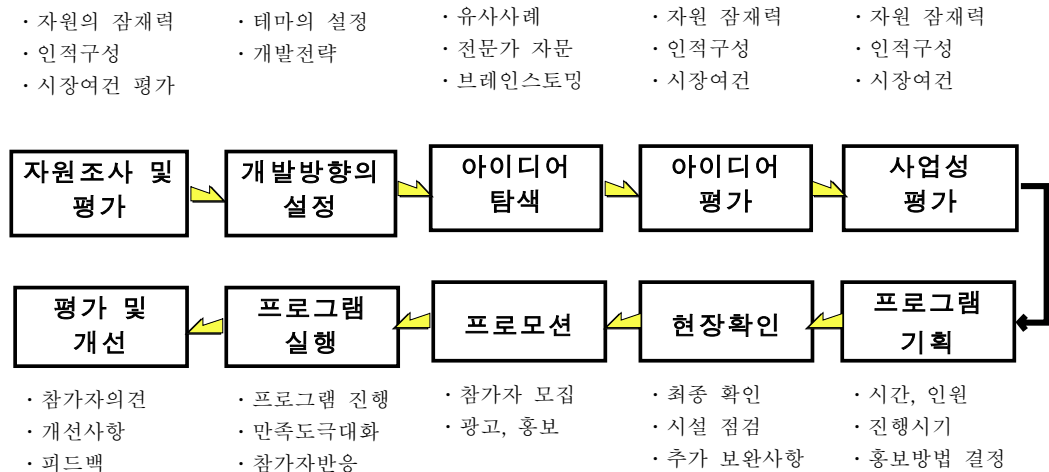 · 자원의 잠재력
· 인적구성
· 시장여건 평가
· 테마의 설정
· 개발전략
· 유사사례
· 전문가 자문
· 브레인스토밍
· 자원 잠재력
· 인적구성
· 시장여건
· 자원 잠재력
· 인적구성
· 시장여건
자원조사 및
평가
개발방향의
설정
아이디어
탐색
아이디어
평가
사업성
평가
평가 및
개선
프로그램
실행
프로모션
현장확인
프로그램
기획
· 참가자의견
· 개선사항
· 피드백
· 프로그램 진행
· 만족도극대화
· 참가자반응
· 참가자 모집
· 광고, 홍보
· 최종 확인
· 시설 점검
· 추가 보완사항
· 시간, 인원
· 진행시기
· 홍보방법 결정